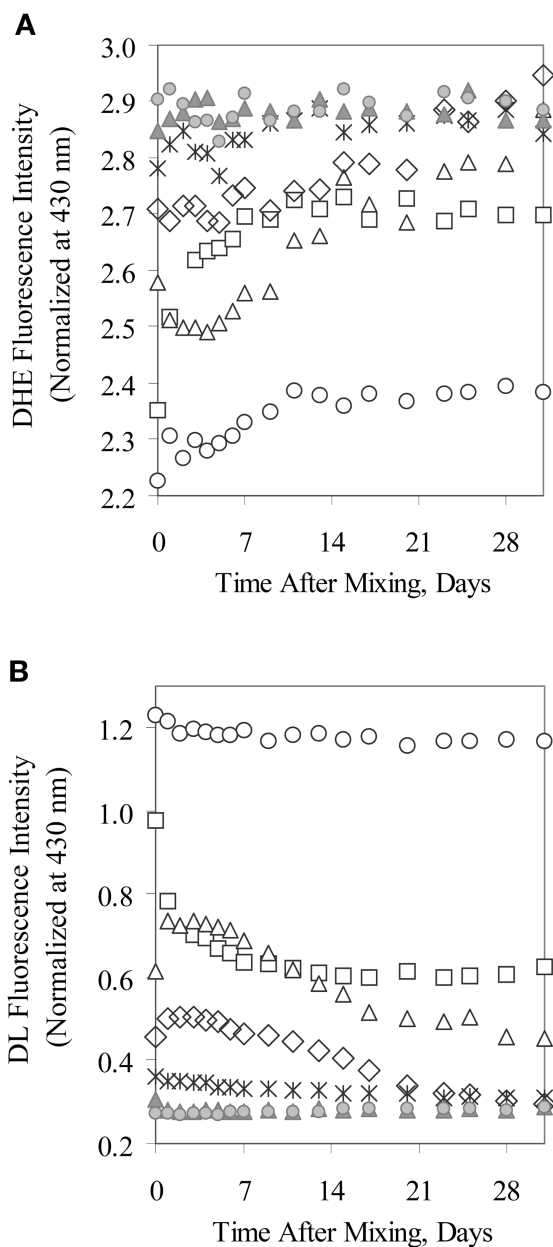 A
DHE Fluorescence Intensity
(Normalized at 430 nm)
3.0
2.9
2.8
2.7
2.6
2.5
2.4
2.3
2.2
0 7 14 21 28
Time After Mixing, Days
B
DL Fluorescence Intensity
(Normalized at 430 nm)
1.2
1.0
0.8
0.6
0.4
0.2
0 7 14 21 28
Time After Mixing, Days